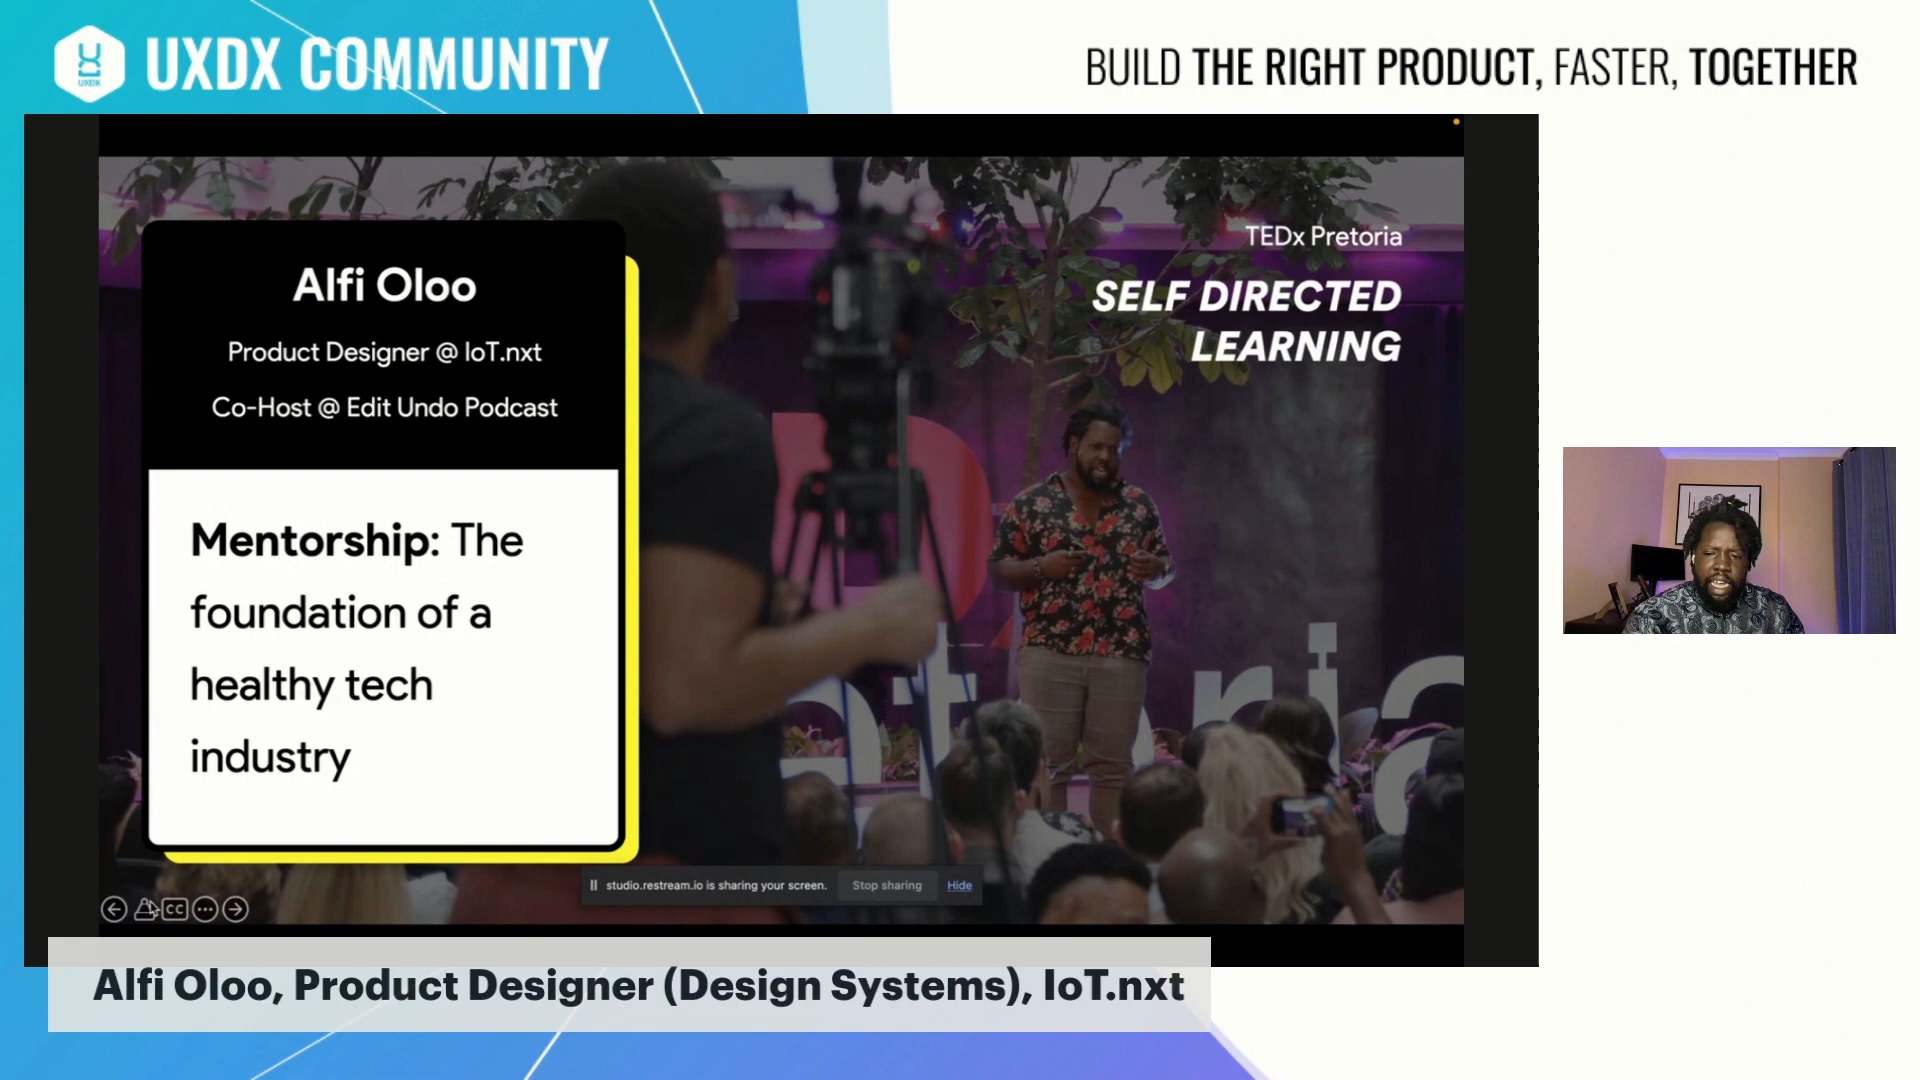 UXDX
UXDX COMMUNITY
BUILD THE RIGHT PRODUCT, FASTER, TOGETHER
Alfi Oloo
Product Designer @ IoT.nxt
Co-Host @ Edit Undo Podcast
Mentorship: The
foundation of a
healthy tech
industry
TEDx Pretoria
SELF DIRECTED
LEARNING
studio.restream.io is sharing your screen.
Stop sharing
Hide
CC
Alfi Oloo, Product Designer (Design Systems), IoT.nxt